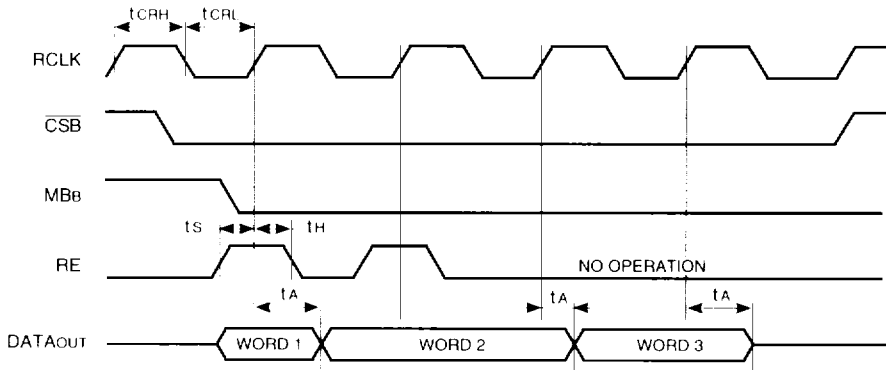 tCRH tCRL
RCLK
CSB
MBB
tS tH
RE NO OPERATION
tA tA tA
DATAOUT WORD 1 WORD 2 WORD 3